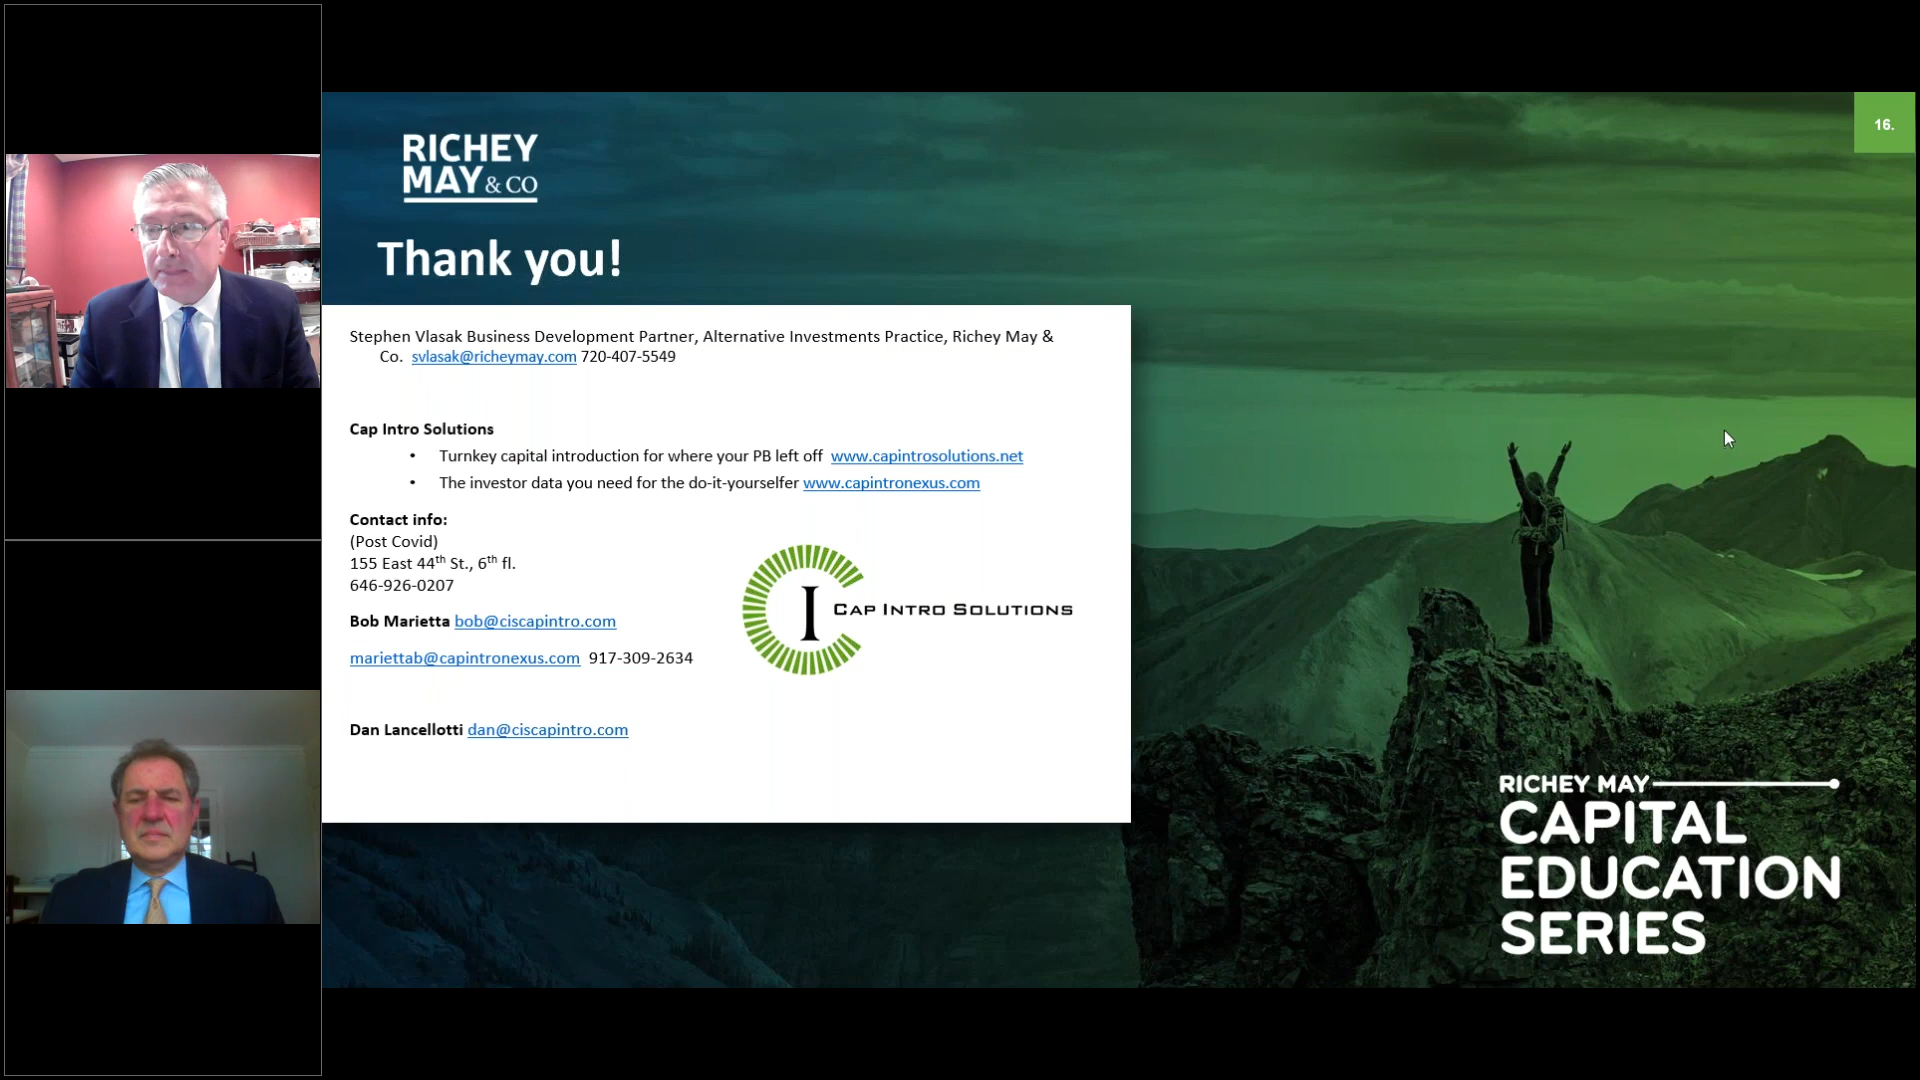 RICHEY
MAY & CO
16.
Thank you!
Stephen Vlasak Business Development Partner, Alternative Investments Practice, Richey May &
Co. svlasak@richeymay.com 720-407-5549
Cap Intro Solutions
• Turnkey capital introduction for where your PB left off www.capintrosolutions.net
• The investor data you need for the do-it-yourselfer www.capintronexus.com
Contact info:
(Post Covid)
155 East 44th St., 6th fl.
646-926-0207
Bob Marietta bob@ciscapintro.com
mariettab@capintronexus.com 917-309-2634
Dan Lancellotti dan@ciscapintro.com
CI CAP INTRO SOLUTIONS
RICHEY MAY
CAPITAL
EDUCATION
SERIES